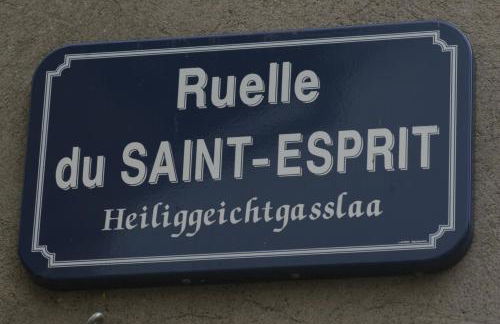 Ruelle
du SAINT-ESPRIT
Heiliggeichtgasslaa